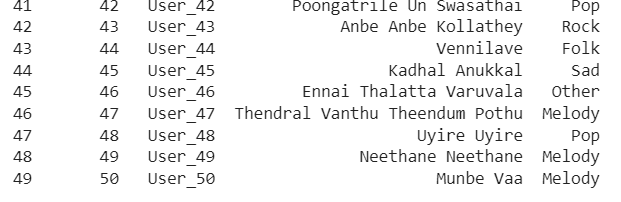 41 42 User_42 Poongatrile Un Swasathai Pop
42 43 User_43 Anbe Anbe Kollathey Rock
43 44 User_44 Vennilave Folk
44 45 User_45 Kadhal Anukkal Sad
45 46 User_46 Ennai Thalatta Varuvala Other
46 47 User_47 Thendral Vanthu Theendum Pothu Melody
47 48 User_48 Uyire Uyire Pop
48 49 User_49 Neethane Neethane Melody
49 50 User_50 Munbe Vaa Melody